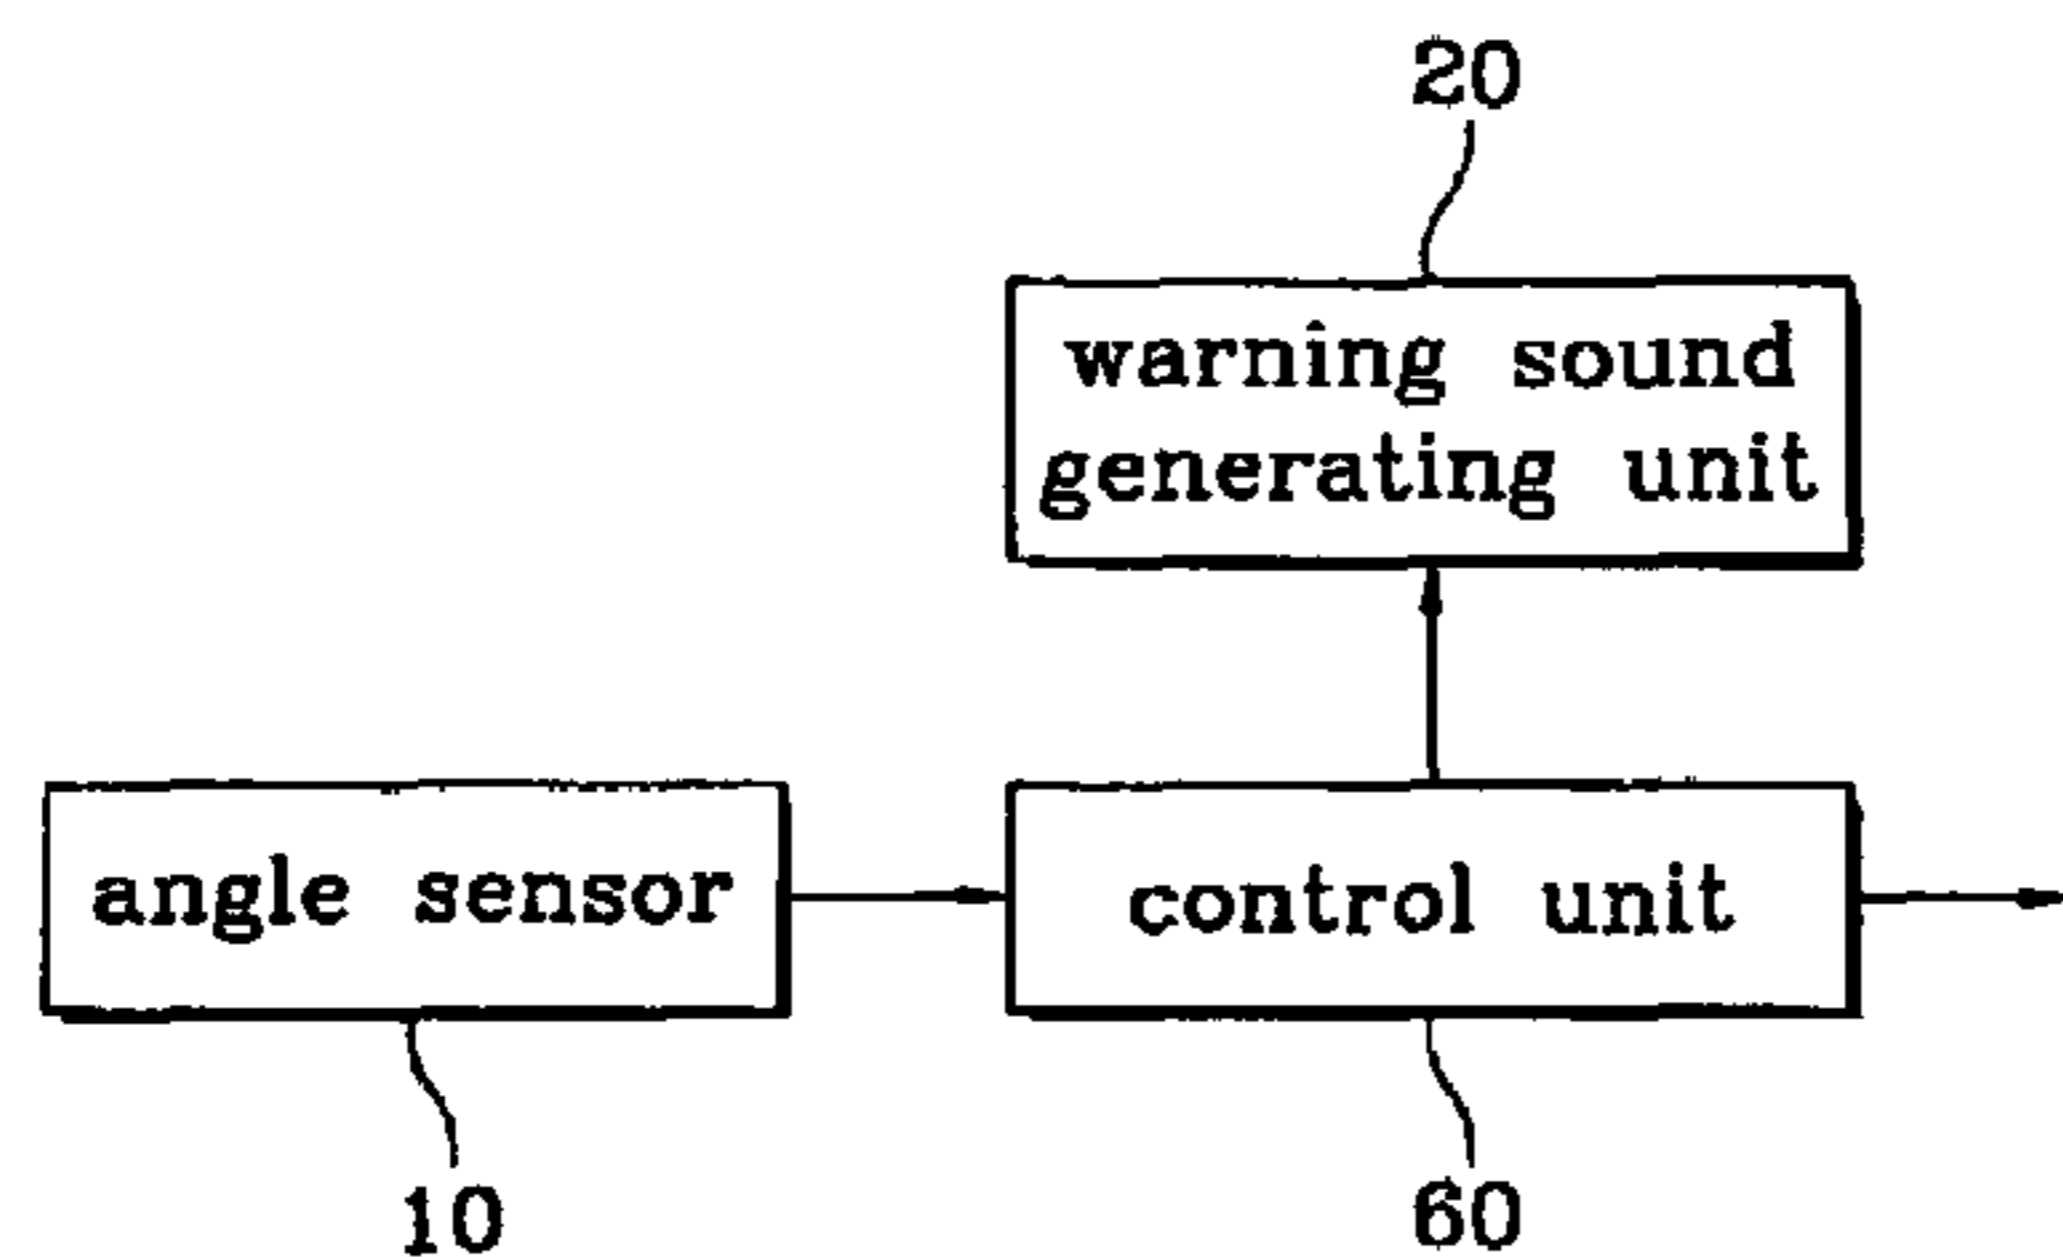 20
warning sound
generating unit
angle sensor
control unit
10
60